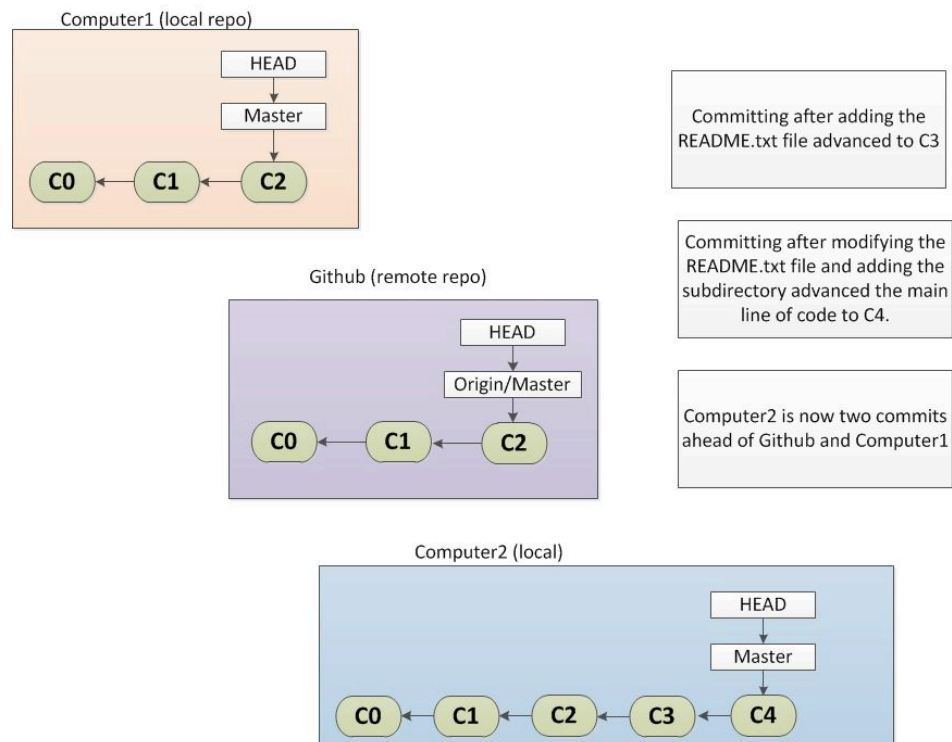 Computer1 (local repo)
HEAD
Master
C0
C1
C2
Committing after adding the
README.txt file advanced to C3
Committing after modifying the
README.txt file and adding the
subdirectory advanced the main
line of code to C4.
Github (remote repo)
HEAD
Origin/Master
C0
C1
C2
Computer2 is now two commits
ahead of Github and Computer1
Computer2 (local)
HEAD
Master
C0
C1
C2
C3
C4